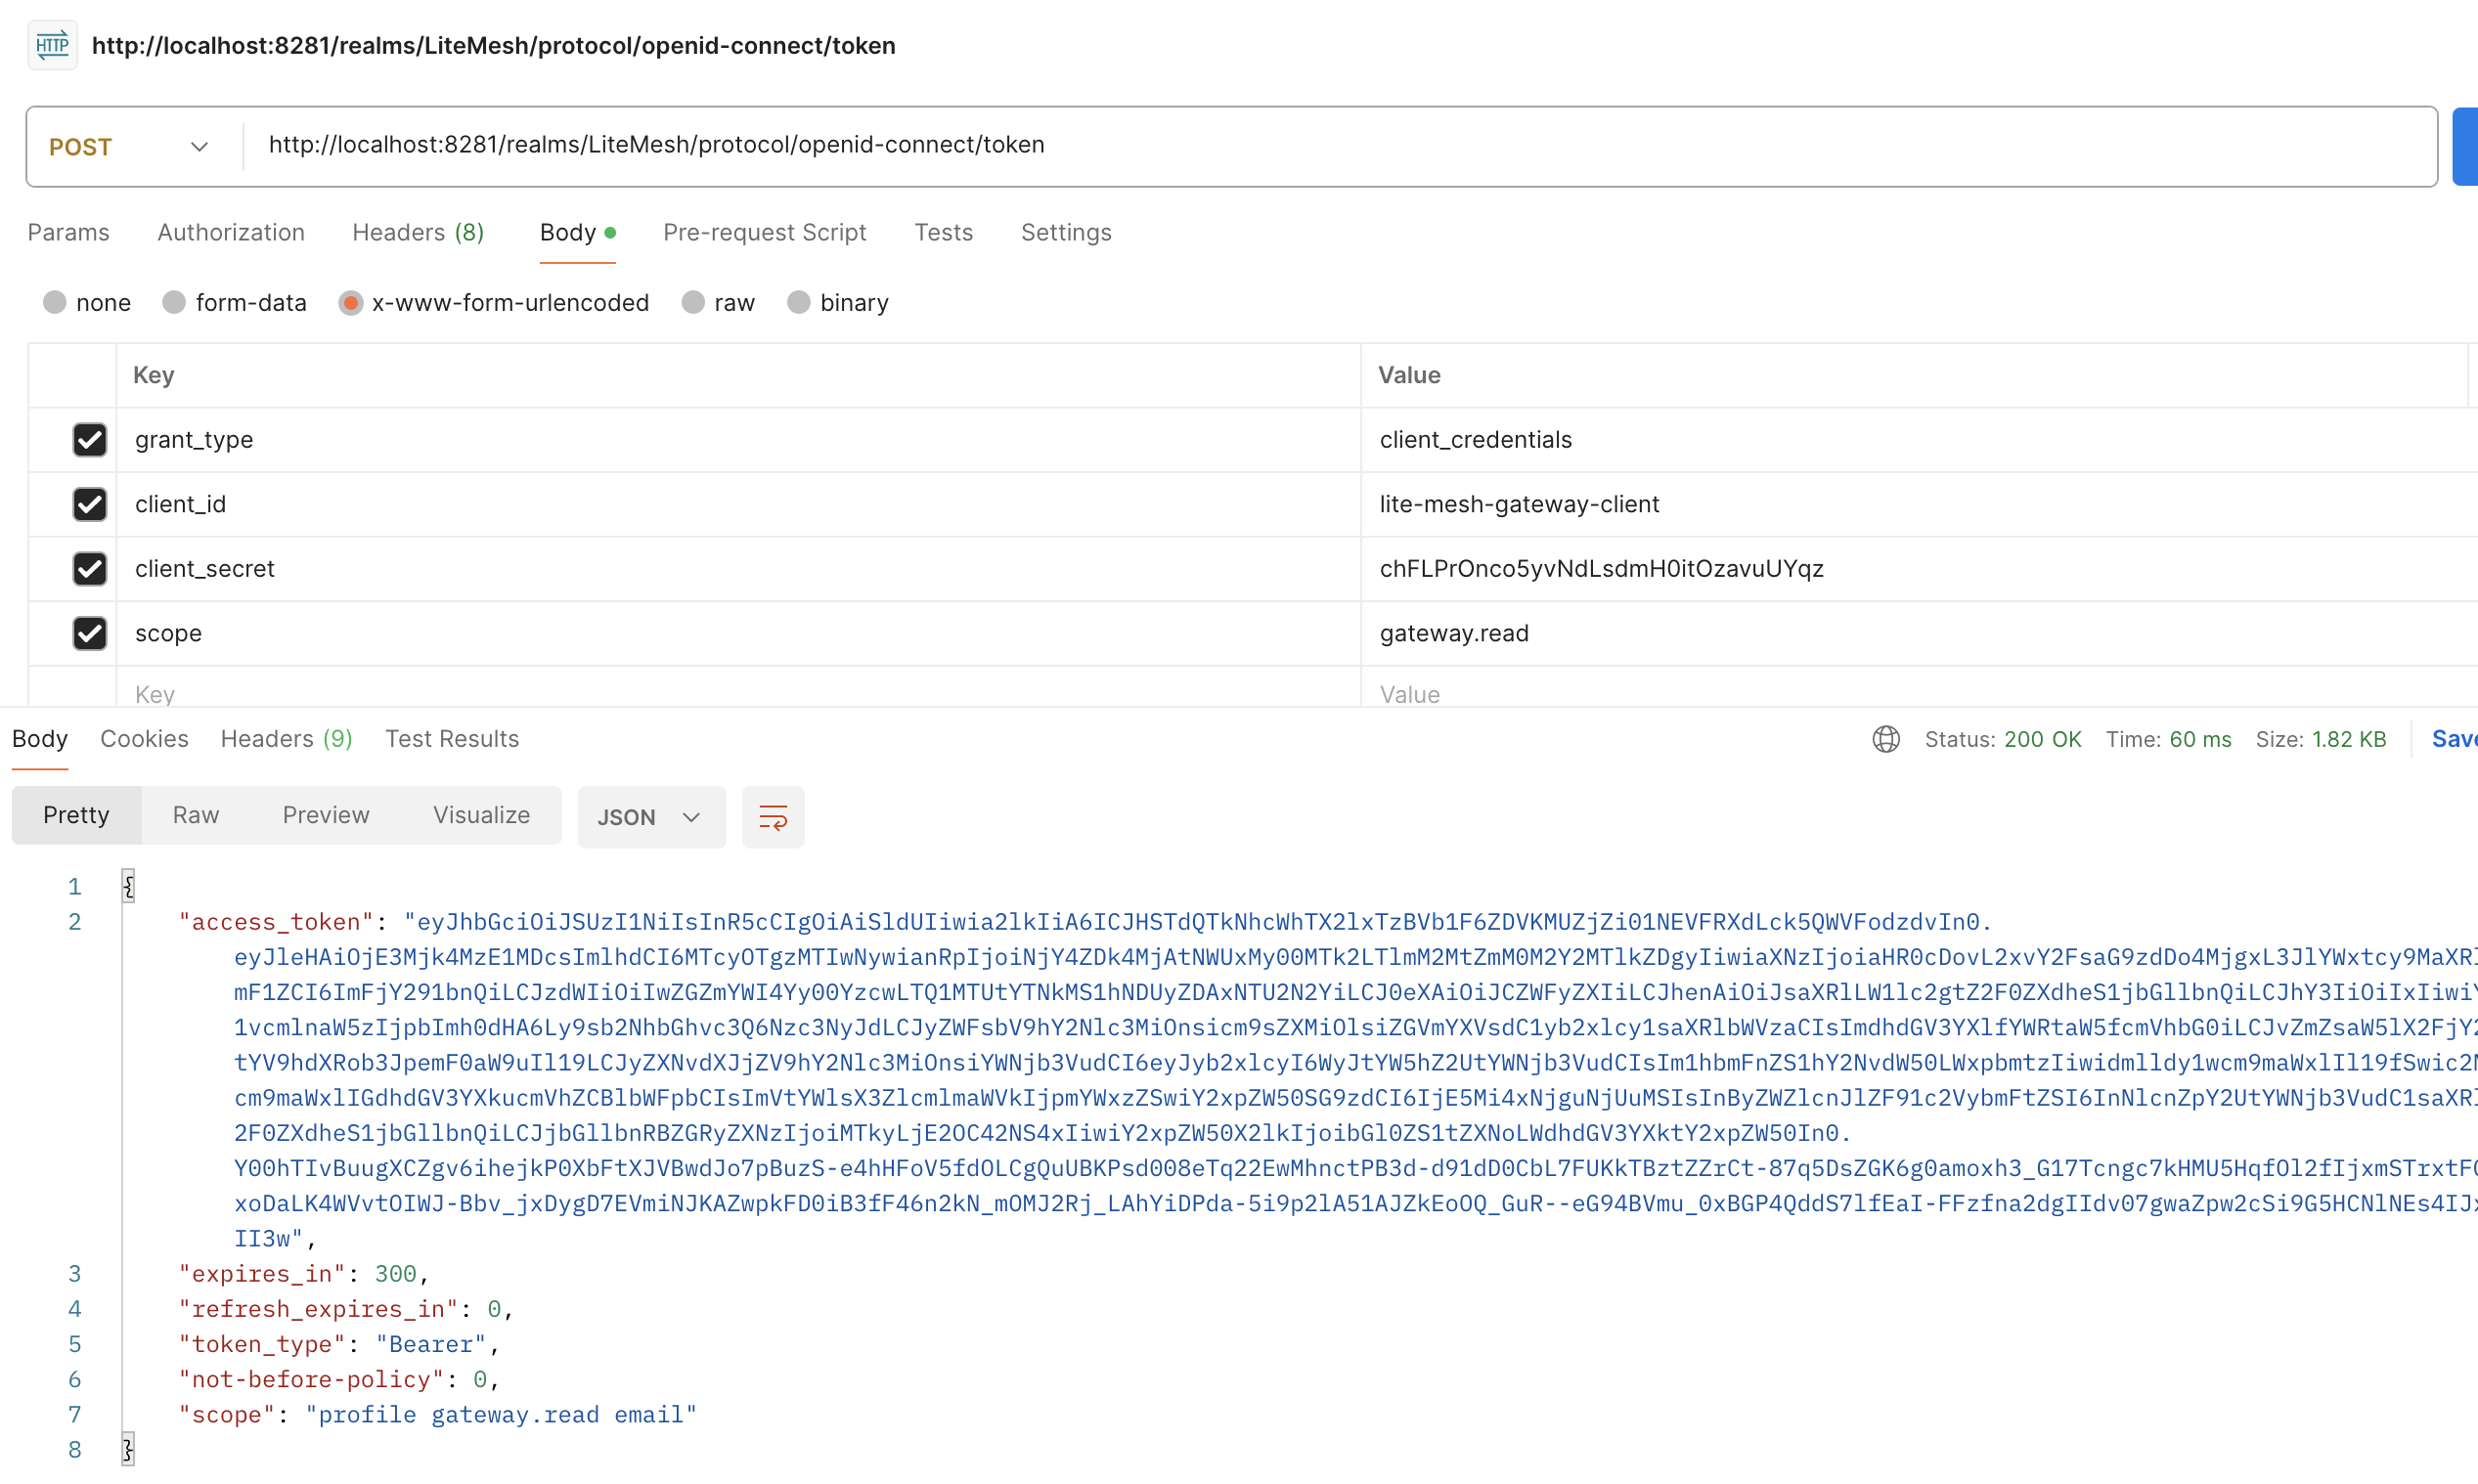 HTTP http://localhost:8281/realms/LiteMesh/protocol/openid-connect/token
POST http://localhost:8281/realms/LiteMesh/protocol/openid-connect/token
Params Authorization Headers (8) Body Pre-request Script Tests Settings
none form-data x-www-form-urlencoded raw binary
Key Value
grant_type client_credentials
client_id lite-mesh-gateway-client
client_secret chFLPrOnco5yvNdLsdmH0itOzavuUYqz
scope gateway.read
Key Value
Body Cookies Headers (9) Test Results Status: 200 OK Time: 60 ms Size: 1.82 KB Save
Pretty Raw Preview Visualize JSON
1 {
2 "access_token": "eyJhbGciOiJSUzI1NiIsInR5cCIgOiAiSldUIiwia2lkIiA6ICJHSTdQTkNhcWhTX2lxTzBVb1F6ZDVKMUZjZi01NEVFRXdLck5QWVFodzdvIn0.
eyJleHAiOjE3Mjk4MzE1MDcsImlhdCI6MTcyOTgzMTIwNywianRpIjoiNjY4ZDk4MjAtNWUxMy00MTk2LTlmM2MtZmM0M2Y2MTlkZDgyIiwiaXNzIjoiaHR0cDovL2xvY2FsaG9zdDo4MjgxL3JlYWxtcy9MaXRl
mF1ZCI6ImFjY291bnQiLCJzdWIiOiIwZGZmYWI4Yy00YzcwLTQ1MTUtYTNkMS1hNDUyZDAxNTU2N2YiLCJ0eXAiOiJCZWFyZXIiLCJhenAiOiJsaXRlLW1lc2gtZ2F0ZXdheS1jbGllbnQiLCJhY3IiOiIxIiwiY
1vcmlnaW5zIjpbImh0dHA6Ly9sb2NhbGhvc3Q6Nzc3NyJdLCJyZWFsbV9hY2Nlc3MiOnsicm9sZXMiOlsiZGVmYXVsdC1yb2xlcy1saXRlbWVzaCIsImdhdGV3YXlfYWRtaW5fcmVhbG0iLCJvZmZsaW5lX2FjY2
tYV9hdXRob3JpemF0aW9uIl19LCJyZXNvdXJjZV9hY2Nlc3MiOnsiYWNjb3VudCI6eyJyb2xlcyI6WyJtYW5hZ2UtYWNjb3VudCIsIm1hbmFnZS1hY2NvdW50LWxpbmtzIiwidmlldy1wcm9maWxlIl19fSwic2N
cm9maWxlIGdhdGV3YXkucmVhZCBlbWFpbCIsImVtYWlsX3ZlcmlmaWVkIjpmYWxzZSwiY2xpZW50SG9zdCI6IjE5Mi4xNjguNjUuMSIsInByZWZlcnJlZF91c2VybmFtZSI6InNlcnZpY2UtYWNjb3VudC1saXRl
2F0ZXdheS1jbGllbnQiLCJjbGllbnRBZGRyZXNzIjoiMTkyLjE2OC42NS4xIiwiY2xpZW50X2lkIjoibGl0ZS1tZXNoLWdhdGV3YXktY2xpZW50In0.
Y00hTIvBuugXCZgv6ihejkP0XbFtXJVBwdJo7pBuzS-e4hHFoV5fdOLCgQuUBKPsd008eTq22EwMhnctPB3d-d91dD0CbL7FUKkTBztZZrCt-87q5DsZGK6g0amoxh3_G17Tcngc7kHMU5HqfOl2fIjxmSTrxtF
xoDaLK4WVvtOIWJ-Bbv_jxDygD7EVmiNJKAZwpkFD0iB3fF46n2kN_mOMJ2Rj_LAhYiDPda-5i9p2lA51AJZkEoOQ_GuR--eG94BVmu_0xBGP4QddS7lfEaI-FFzfna2dgIIdv07gwaZpw2cSi9G5HCNlNEs4IJ
II3w",
3 "expires_in": 300,
4 "refresh_expires_in": 0,
5 "token_type": "Bearer",
6 "not-before-policy": 0,
7 "scope": "profile gateway.read email"
8 }